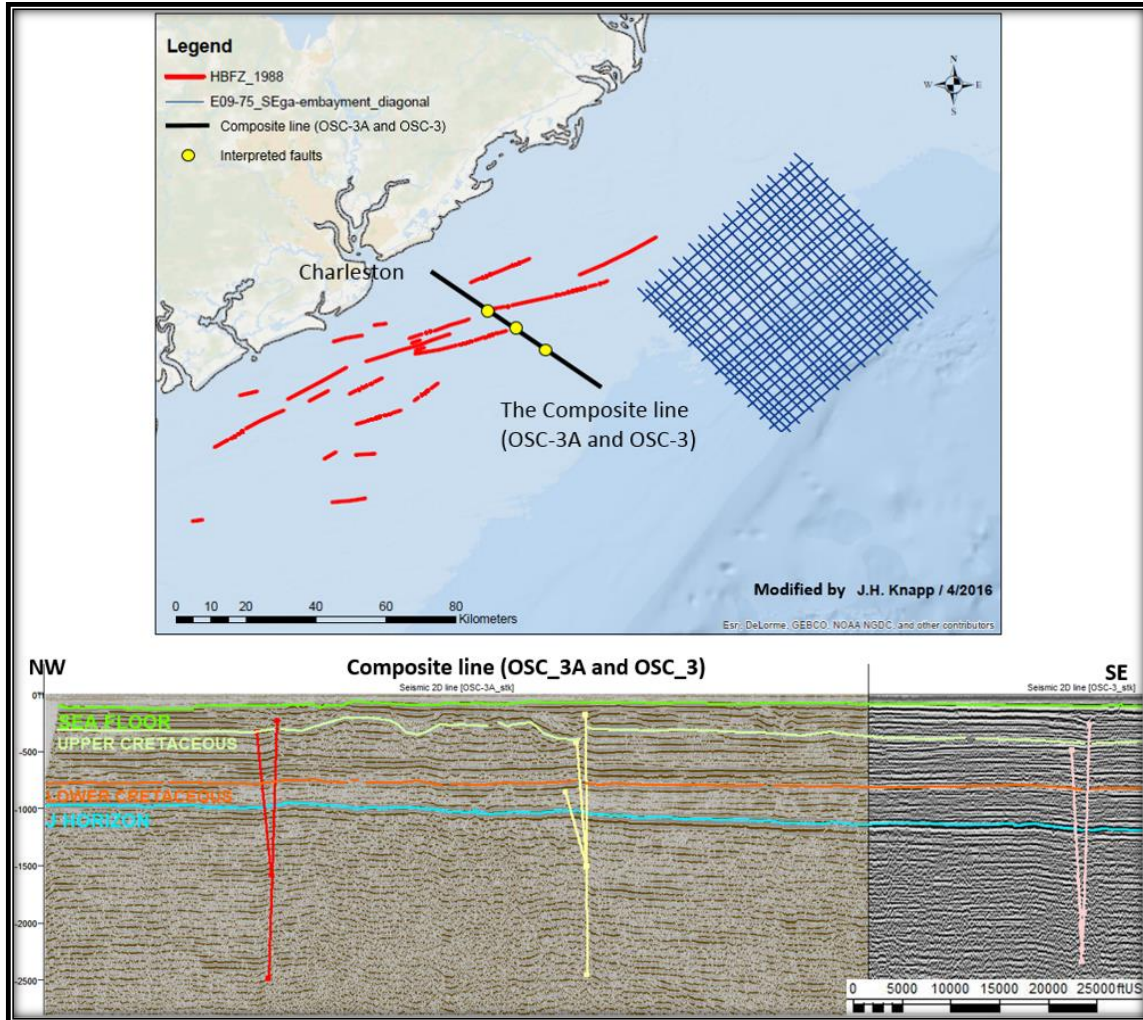 Legend
HBFZ_1988
E09-75_SEga-embayment_diagonal
Composite line (OSC-3A and OSC-3)
Interpreted faults
N
W E
S
Charleston
The Composite line
(OSC-3A and OSC-3)
Modified by J.H. Knapp / 4/2016
0 10 20 40 60 80
Kilometers
Esri, DeLorme, GEBCO, NOAA NGDC, and other contributors
NW Composite line (OSC_3A and OSC_3) SE
Seismic 2D line [OSC-3A_stk] Seismic 2D line [OSC-3_stk]
SEA FLOOR
UPPER CRETACEOUS
-500
LOWER CRETACEOUS
-1000
J HORIZON
-1500
-2000
-2500
0 5000 10000 15000 20000 25000ftUS